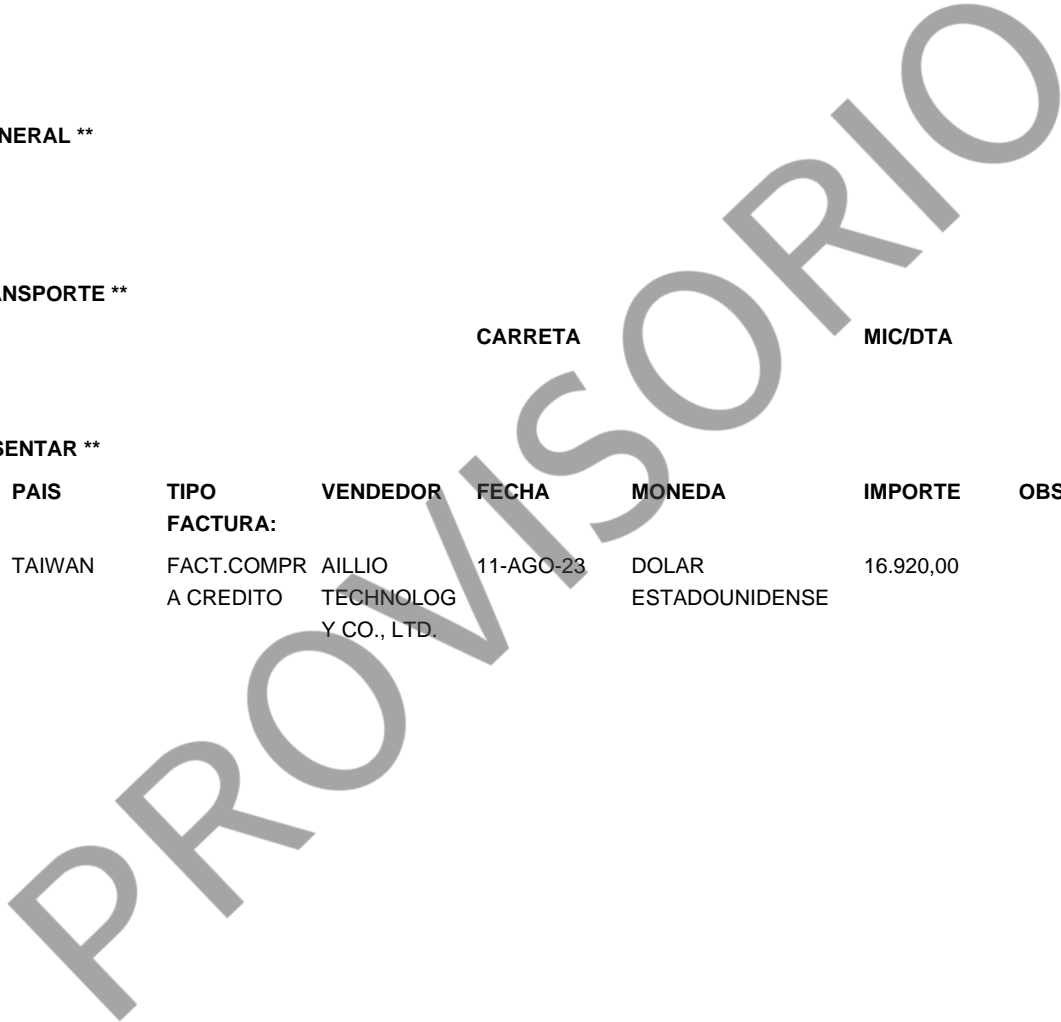 NERAL **
ANSPORTE **
CARRETA MIC/DTA
SENTAR **
PAIS TIPO VENDEDOR FECHA MONEDA IMPORTE OBS
FACTURA:
TAIWAN FACT.COMPR AILLIO 11-AGO-23 DOLAR 16.920,00
A CREDITO TECHNOLOG ESTADOUNIDENSE
Y CO., LTD.
PROVISORIO